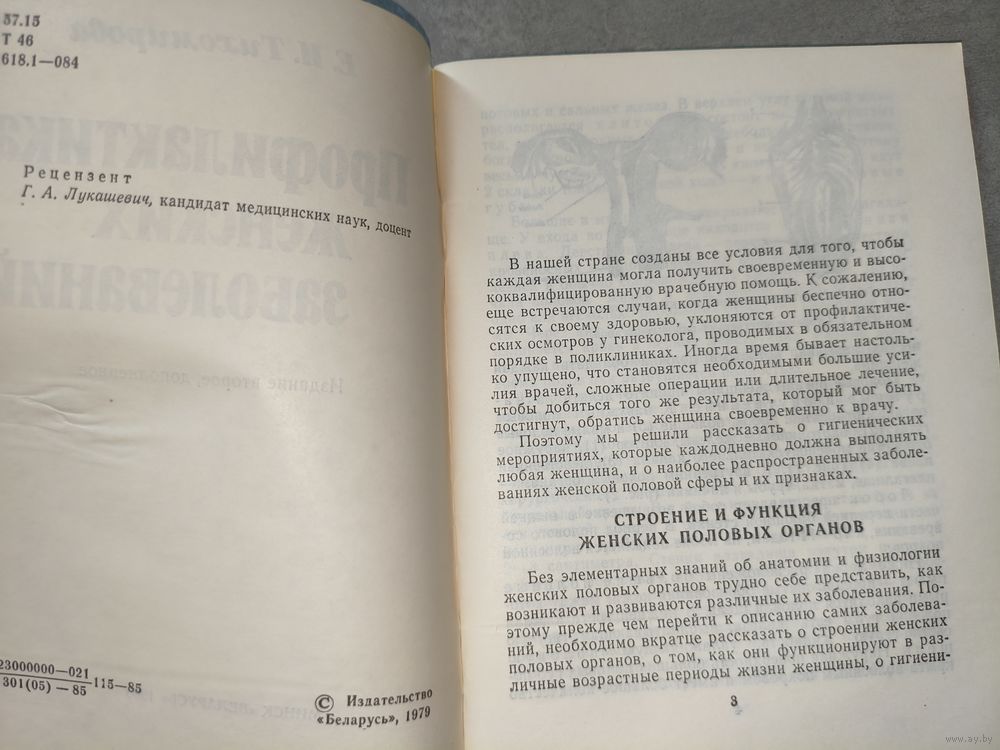 57.15
Т 46
618.1—084
Рецензент
Г. А. Лукашевич, кандидат медицинских наук, доцент
23000000—021
301(05)—85
115—85
© Издательство
«Беларусь», 1979
В нашей стране созданы все условия для того, чтобы
каждая женщина могла получить своевременную и высо-
коквалифицированную врачебную помощь. К сожалению,
еще встречаются случаи, когда женщины беспечно отно-
сятся к своему здоровью, уклоняются от профилактиче-
ских осмотров у гинеколога, проводимых в обязательном
порядке в поликлиниках. Иногда время бывает настоль-
ко упущено, что становятся необходимыми большие уси-
лия врачей, сложные операции или длительное лечение,
чтобы добиться того же результата, который мог быть
достигнут, обратись женщина своевременно к врачу.
Поэтому мы решили рассказать о гигиенических
мероприятиях, которые каждодневно должна выполнять
любая женщина, и о наиболее распространенных заболе-
ваниях женской половой сферы и их признаках.
СТРОЕНИЕ И ФУНКЦИЯ
ЖЕНСКИХ ПОЛОВЫХ ОРГАНОВ
Без элементарных знаний об анатомии и физиологии
женских половых органов трудно себе представить, как
возникают и развиваются различные их заболевания. По-
этому прежде чем перейти к описанию самих заболева-
ний, необходимо вкратце рассказать о строении женских
половых органов, о том, как они функционируют в раз-
личные возрастные периоды жизни женщины, о гигиени-
3
www.ay.by